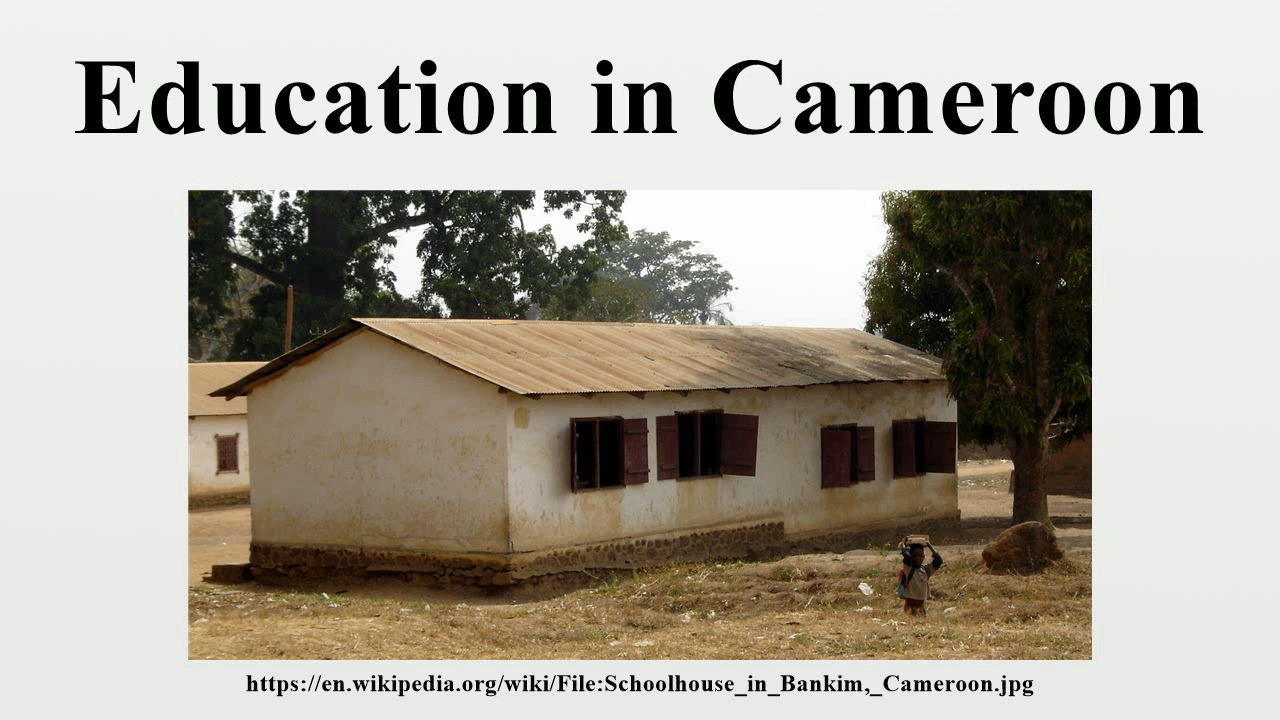 Education in Cameroon
https://en.wikipedia.org/wiki/File:Schoolhouse_in_Bankim,_Cameroon.jpg